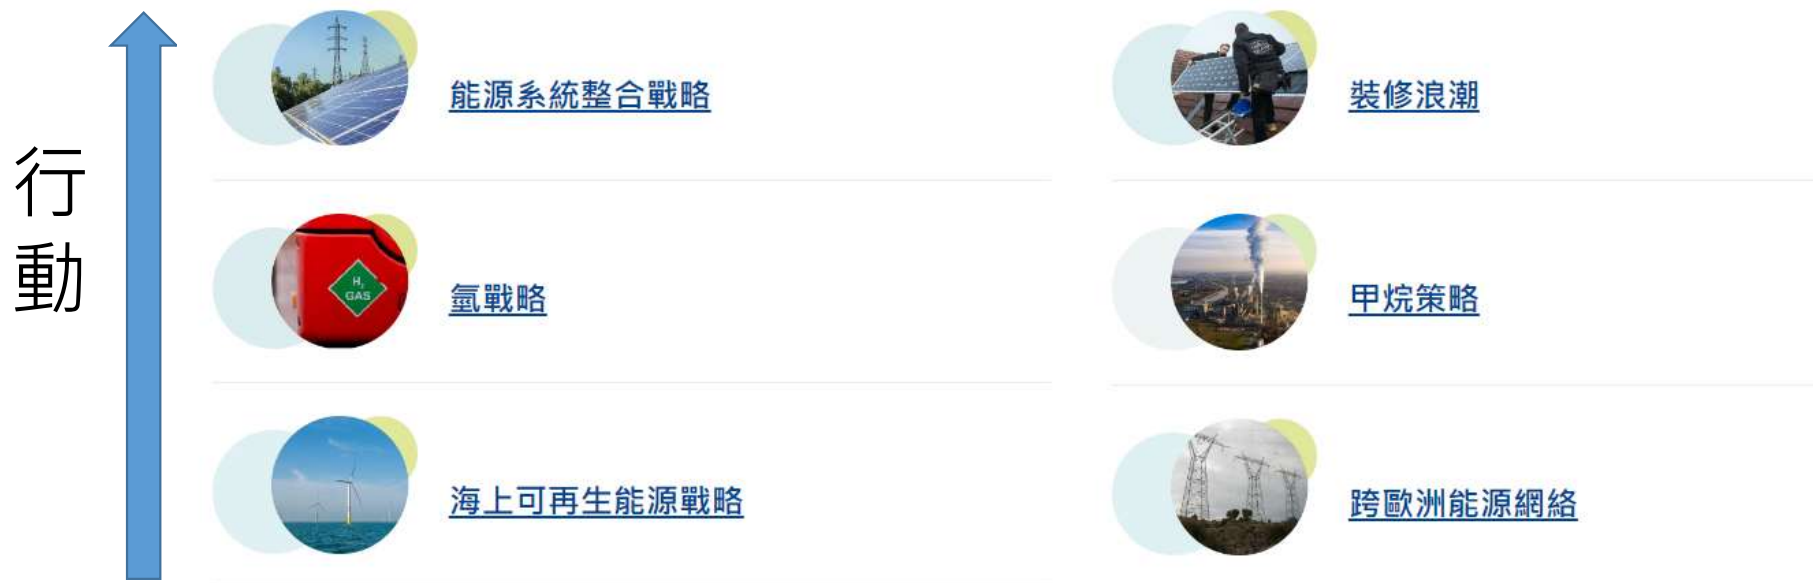 行動
能源系統整合戰略
裝修浪潮
H₂
GAS
氫戰略
甲烷策略
海上可再生能源戰略
跨歐洲能源網絡